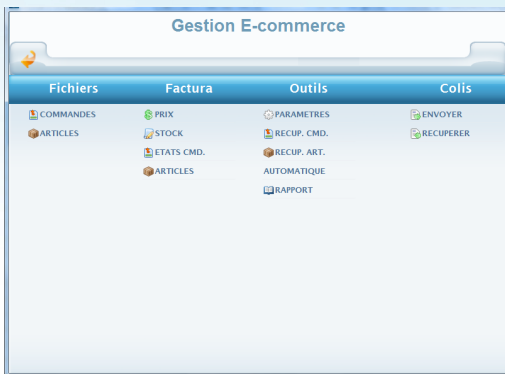 Gestion E-commerce
Fichiers Factura Outils Colis
COMMANDES PRIX PARAMETRES ENVOYER
ARTICLES STOCK RECUP. CMD. RECUPERER
ETATS CMD. RECUP. ART.
ARTICLES AUTOMATIQUE
RAPPORT